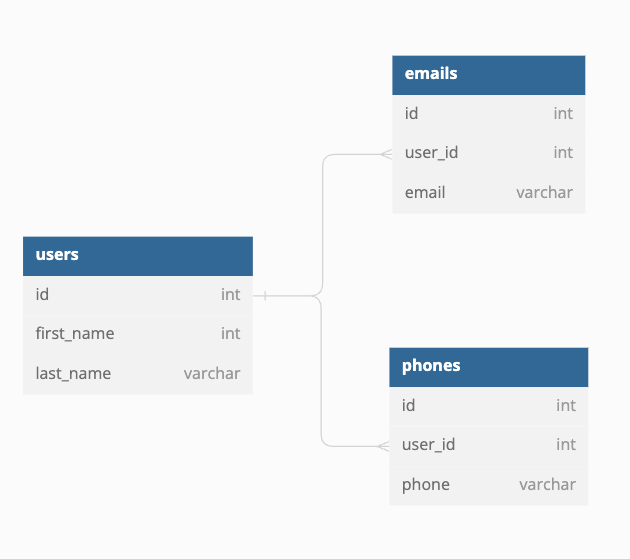 emails
id int
user_id int
email varchar
users
id int
first_name int
last_name varchar
phones
id int
user_id int
phone varchar